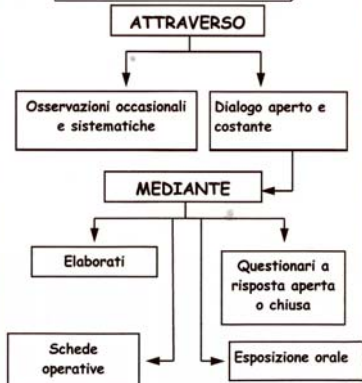 ATTRAVERSO
Osservazioni occasionali
e sistematiche
Dialogo aperto e
costante
MEDIANTE
Elaborati
Questionari a
risposta aperta
o chiusa
Schede
operative
Esposizione orale